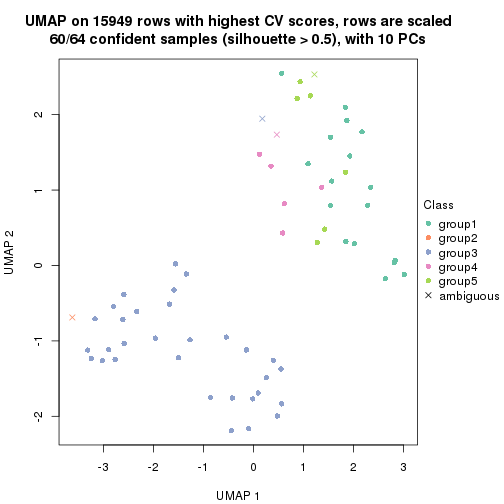 UMAP on 15949 rows with highest CV scores, rows are scaled
60/64 confident samples (silhouette > 0.5), with 10 PCs
UMAP 2
2
1
0
-1
-2
-3
-2
-1
0
1
2
3
UMAP 1
Class
group1
group2
group3
group4
group5
ambiguous